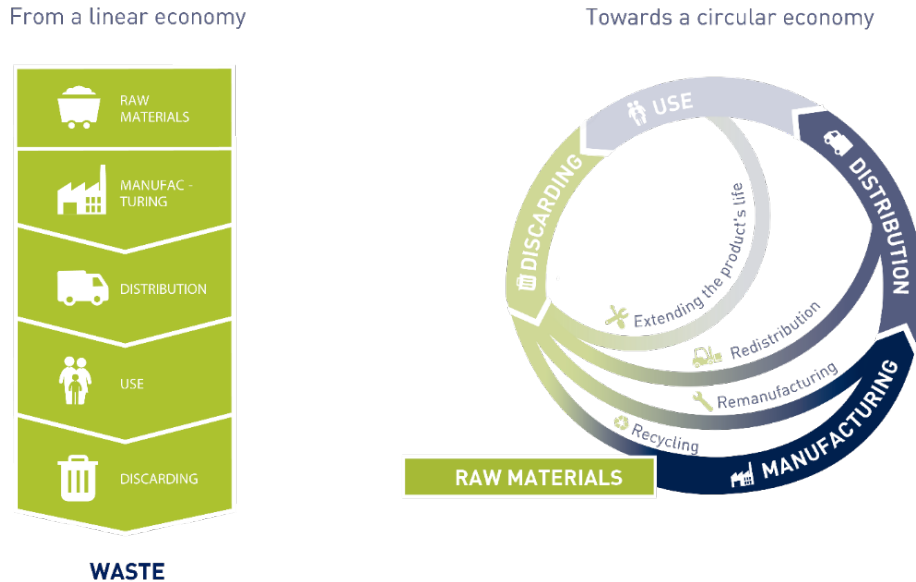 From a linear economy
RAW
MATERIALS
MANUFAC -
TURING
DISTRIBUTION
USE
DISCARDING
WASTE
Towards a circular economy
USE
DISTRIBUTION
DISCARDING
Extending the product's life
Redistribution
Remanufacturing
Recycling
MANUFACTURING
RAW MATERIALS